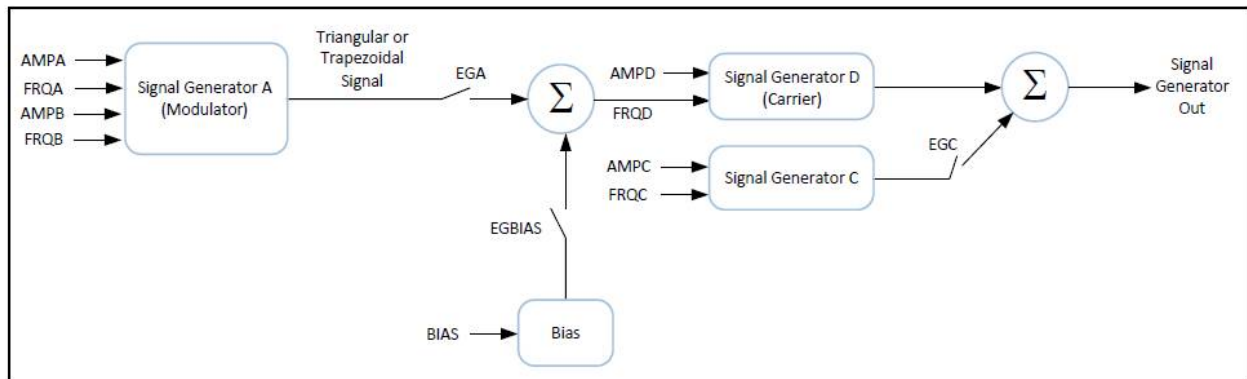 AMPA
FRQA
AMPB
FRQB
Signal Generator A
(Modulator)
Triangular or
Trapezoidal
Signal
EGA
Σ
AMPD
FRQD
Signal Generator D
(Carrier)
Σ
Signal
Generator
Out
AMPC
FRQC
Signal Generator C
EGC
EGBIAS
BIAS
Bias